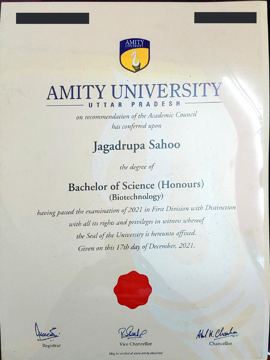 AMITY
UNIVERSITY
AMITY UNIVERSITY
UTTAR PRADESH
on recommendation of the Academic Council
has conferred upon
Jagadrupa Sahoo
the degree of
Bachelor of Science (Honours)
(Biotechnology)
having passed the examination of 2021 in First Division with Distinction
with all its rights and privileges in witness whereof
the Seal of the University is hereunto affixed.
Given on this 17th day of December, 2021.
Registrar
Vice Chancellor
Chancellor